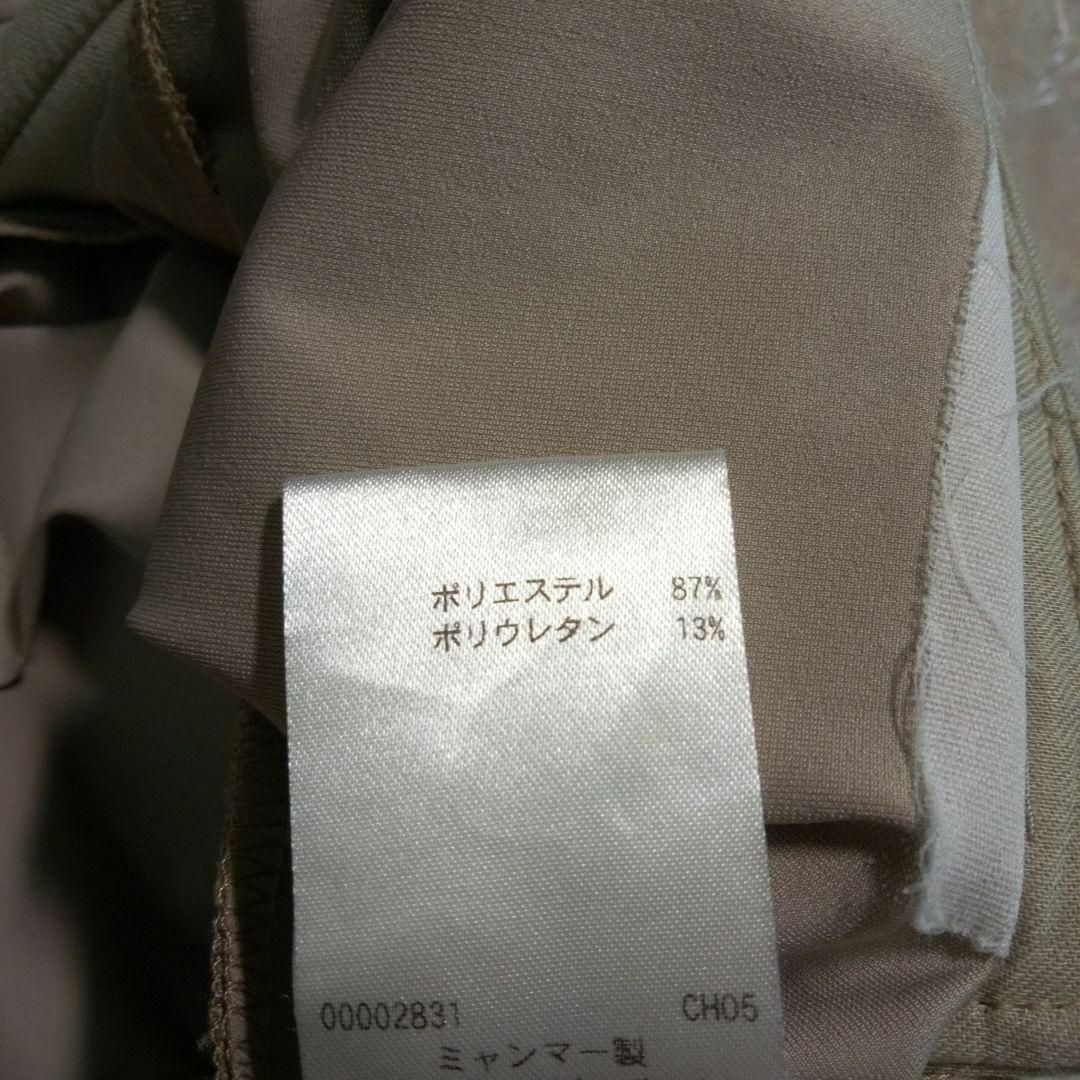 ポリエステル 87%
ポリウレタン 13%
00002831 CH05
ミャンマー製